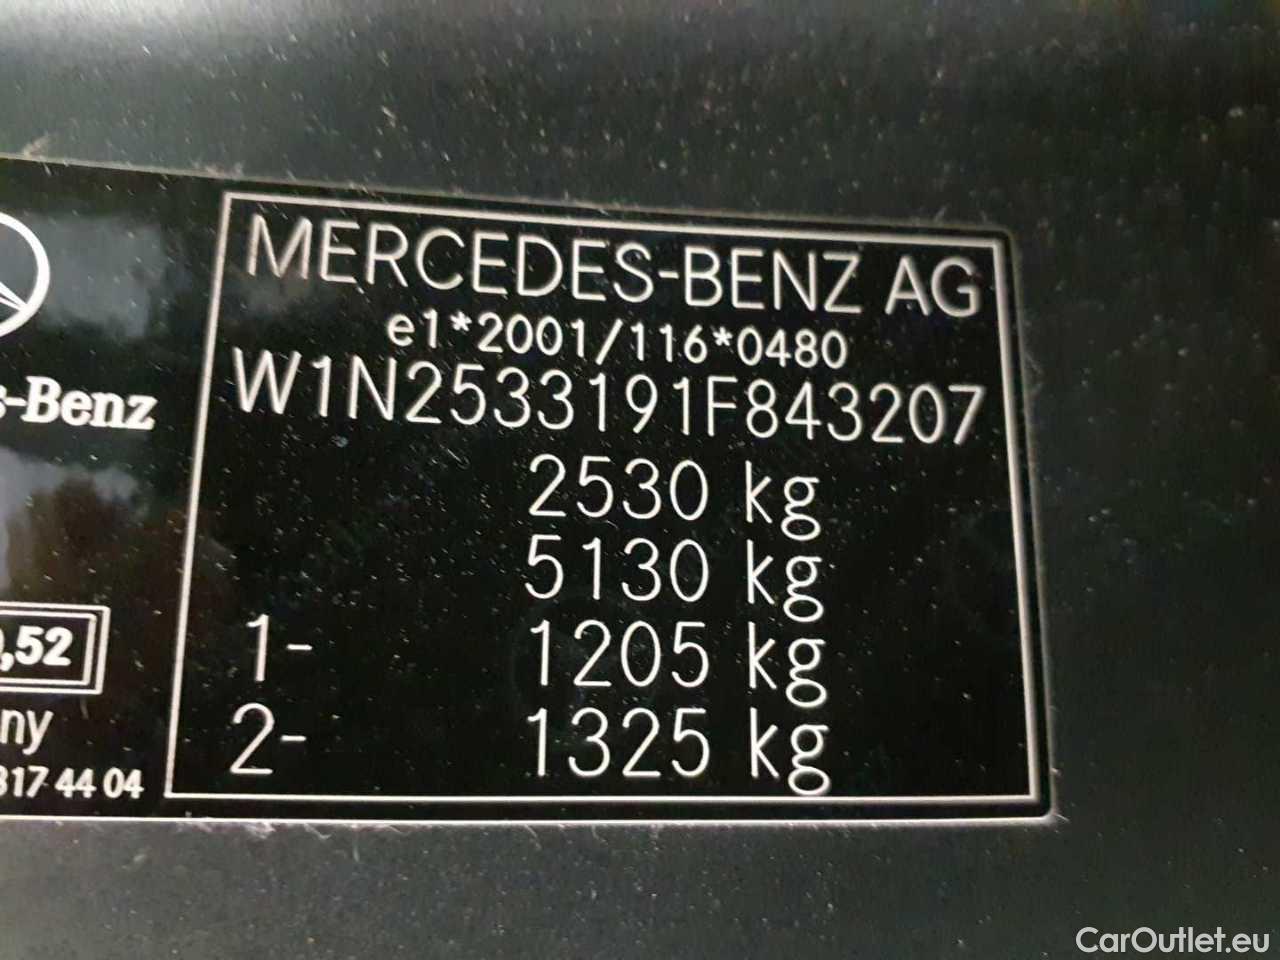 MERCEDES-BENZ AG
e1*2001/116*0480
W1N2533191F843207
2530 kg
5130 kg
1- 1205 kg
2- 1325 kg
s-Benz
,52
ny
317 44 04
CarOutlet.eu